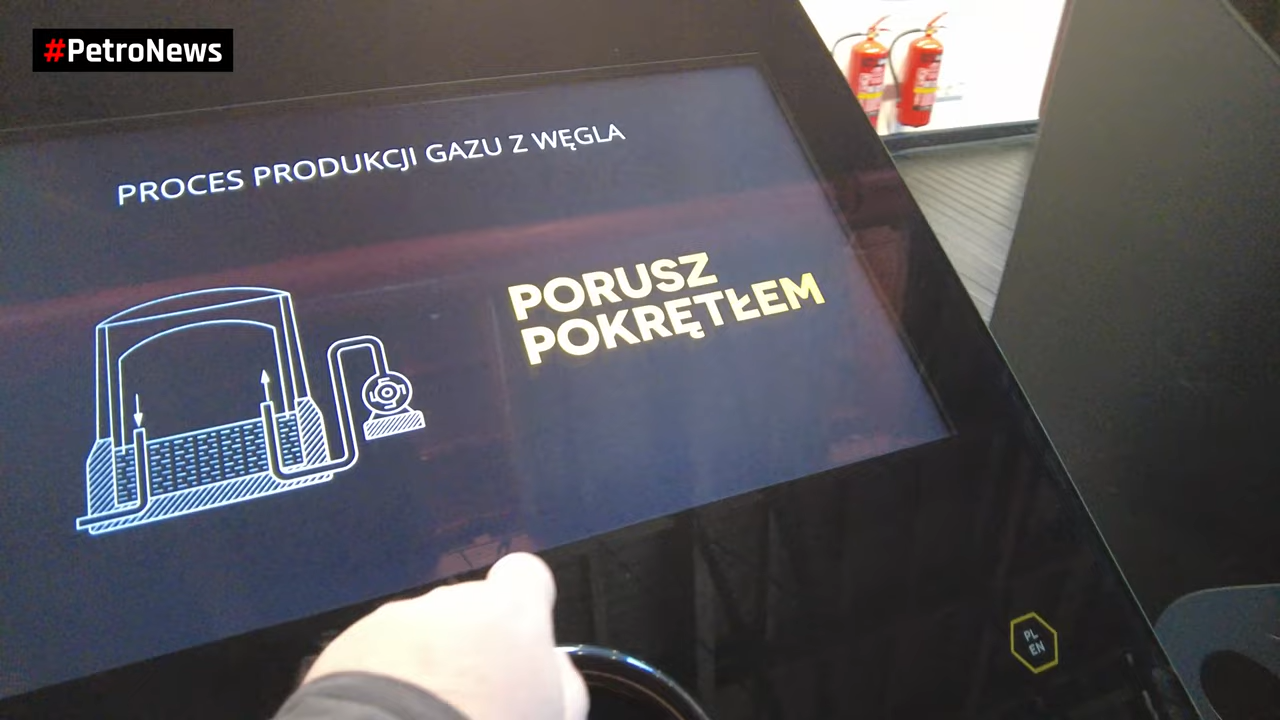 #PetroNews
PROCES PRODUKCJI GAZU Z WĘGLA
PORUSZ
POKRĘTŁEM
PL
EN